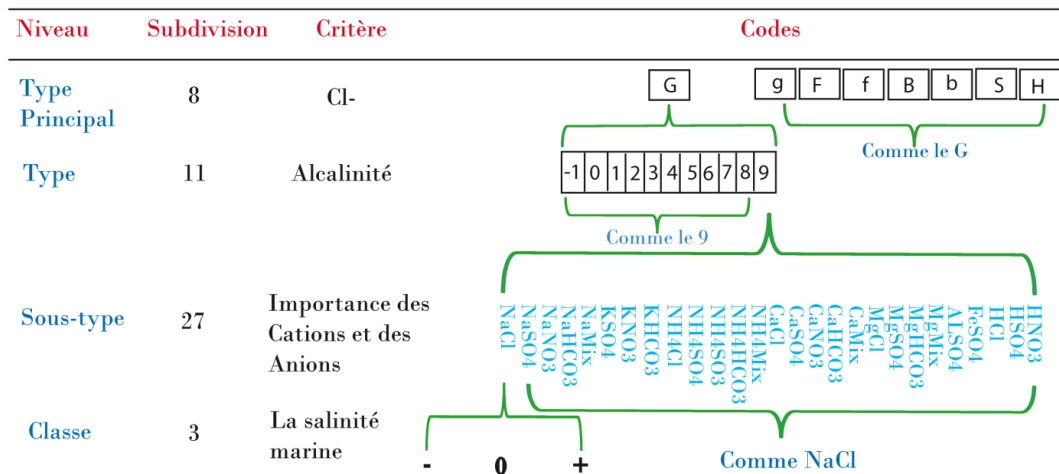 Niveau Subdivision Critère Codes
Type Principal 8 Cl- G g F f B b S H
Comme le G
Type 11 Alcalinité -1 0 1 2 3 4 5 6 7 8 9
Comme le 9
Sous-type 27 Importance des Cations et des Anions
NaCl
NaSO4
NaNO3
NaHCO3
NaMix
KSO4
KNO3
KHCO3
NH4Cl
NH4SO4
NH4SO3
NH4HCO3
NH4Mix
CaCl
CaSO4
CaNO3
CaHCO3
CaMix
MgCl
MgSO4
MgHCO3
MgMix
ALSO4
FeSO4
HCl
HSO4
HNO3
Classe 3 La salinité marine - 0 +
Comme NaCl